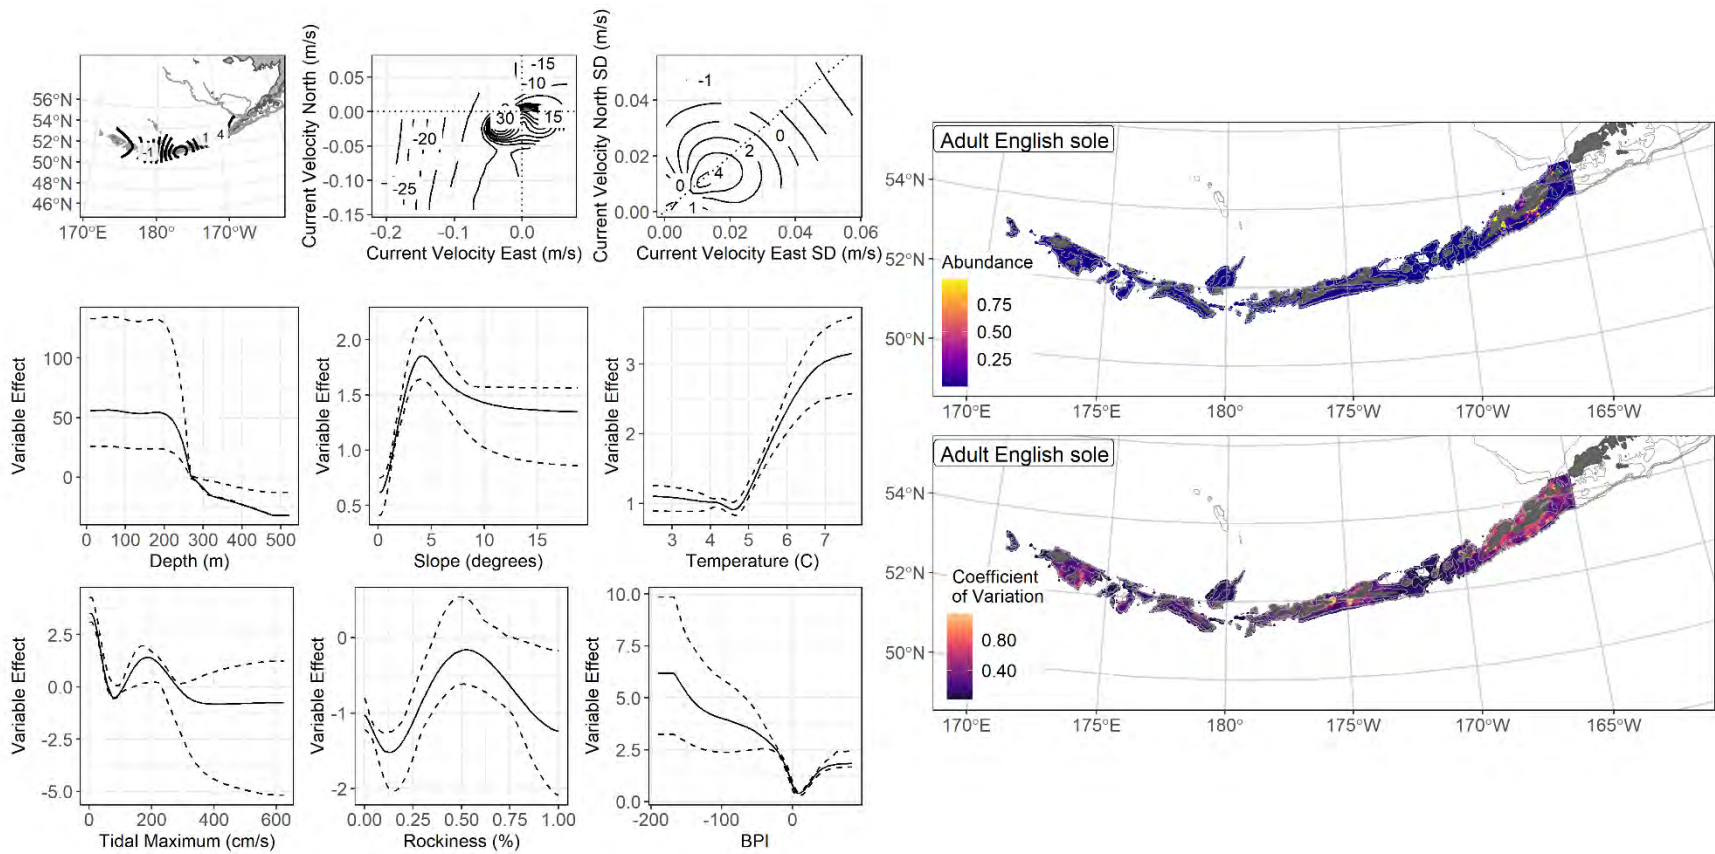 56°N
54°N
52°N
50°N
48°N
46°N
1
4
-1
170°E
180°
170°W
Current Velocity North (m/s)
0.05
0.00
-0.05
-0.10
-0.15
-15
-10
30
15
-20
-25
-0.2
-0.1
0.0
Current Velocity East (m/s)
Current Velocity North SD (m/s)
0.04
0.02
0.00
-1
0
2
4
0
1
0.00
0.02
0.04
0.06
Current Velocity East SD (m/s)
Variable Effect
100
50
0
0 100 200 300 400 500
Depth (m)
Variable Effect
2.0
1.5
1.0
0.5
0 5 10 15
Slope (degrees)
Variable Effect
3
2
1
3 4 5 6 7
Temperature (C)
Variable Effect
2.5
0.0
-2.5
-5.0
0 200 400 600
Tidal Maximum (cm/s)
Variable Effect
0
-1
-2
0.00 0.25 0.50 0.75 1.00
Rockiness (%)
Variable Effect
10.0
7.5
5.0
2.5
0.0
-200 -100 0
BPI
Adult English sole
54°N
52°N
50°N
Abundance
0.75
0.50
0.25
170°E 175°E 180° 175°W 170°W 165°W
Adult English sole
54°N
52°N
50°N
Coefficient
of Variation
0.80
0.40
170°E 175°E 180° 175°W 170°W 165°W